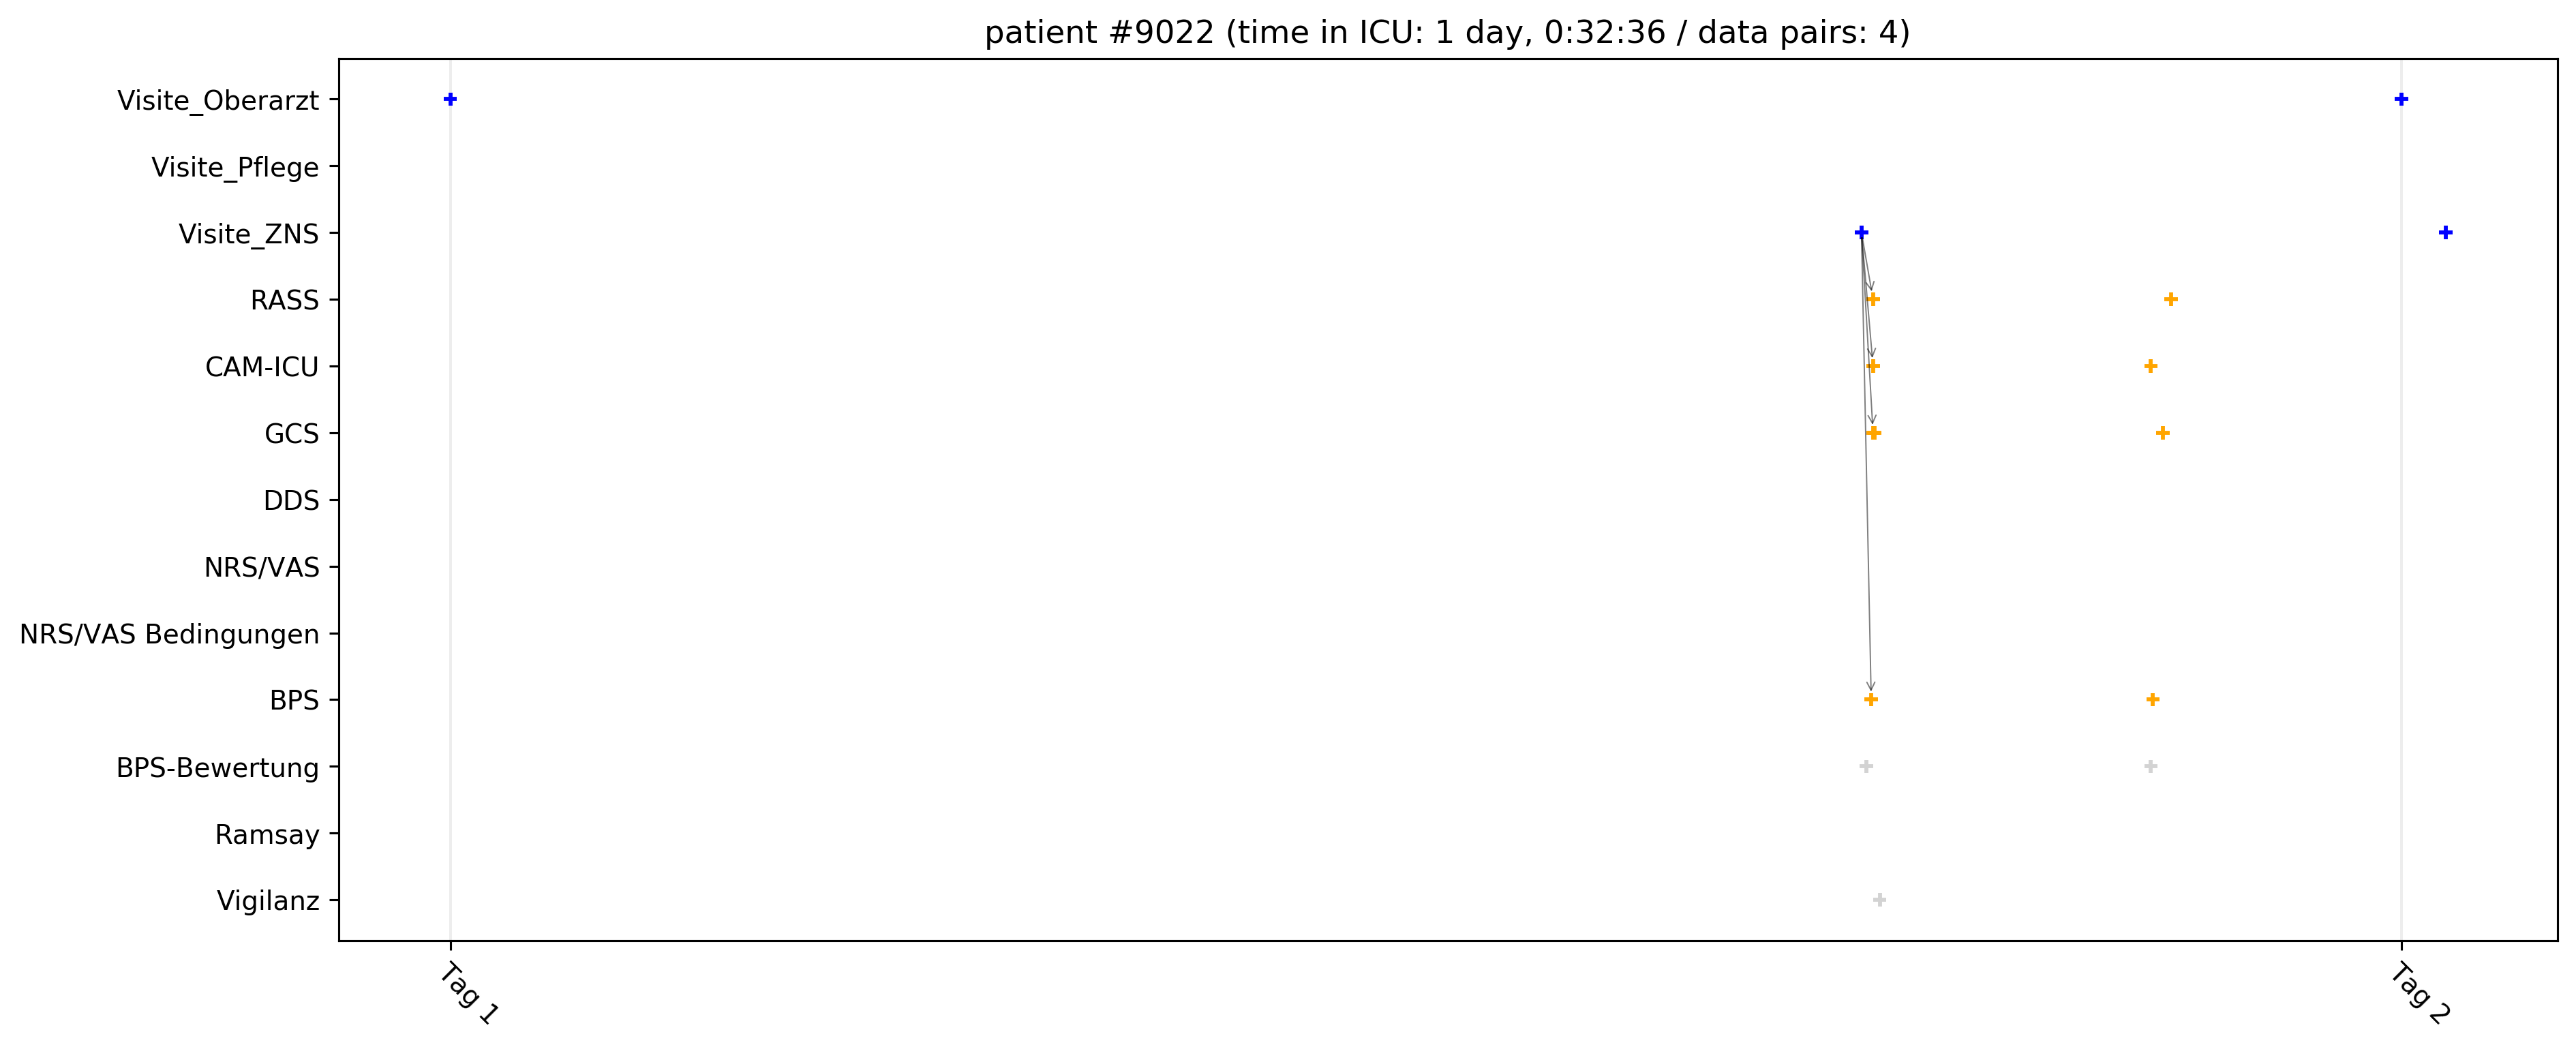 patient #9022 (time in ICU: 1 day, 0:32:36 / data pairs: 4)
Visite_Oberarzt
Visite_Pflege
Visite_ZNS
RASS
CAM-ICU
GCS
DDS
NRS/VAS
NRS/VAS Bedingungen
BPS
BPS-Bewertung
Ramsay
Vigilanz
Tag 1
Tag 2